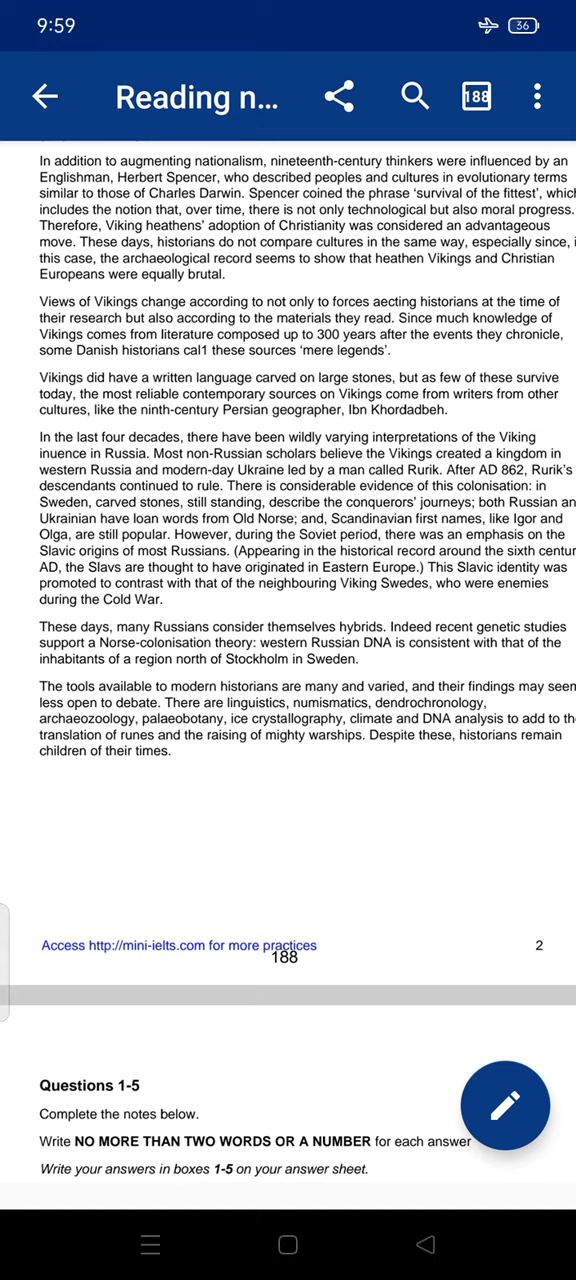 9:59
36
Reading n...
188
In addition to augmenting nationalism, nineteenth-century thinkers were influenced by an
Englishman, Herbert Spencer, who described peoples and cultures in evolutionary terms
similar to those of Charles Darwin. Spencer coined the phrase ‘survival of the fittest’, whic
includes the notion that, over time, there is not only technological but also moral progress.
Therefore, Viking heathens’ adoption of Christianity was considered an advantageous
move. These days, historians do not compare cultures in the same way, especially since, i
this case, the archaeological record seems to show that heathen Vikings and Christian
Europeans were equally brutal.
Views of Vikings change according to not only to forces aecting historians at the time of
their research but also according to the materials they read. Since much knowledge of
Vikings comes from literature composed up to 300 years after the events they chronicle,
some Danish historians cal1 these sources ‘mere legends’.
Vikings did have a written language carved on large stones, but as few of these survive
today, the most reliable contemporary sources on Vikings come from writers from other
cultures, like the ninth-century Persian geographer, Ibn Khordadbeh.
In the last four decades, there have been wildly varying interpretations of the Viking
inuence in Russia. Most non-Russian scholars believe the Vikings created a kingdom in
western Russia and modern-day Ukraine led by a man called Rurik. After AD 862, Rurik’s
descendants continued to rule. There is considerable evidence of this colonisation: in
Sweden, carved stones, still standing, describe the conquerors’ journeys; both Russian an
Ukrainian have loan words from Old Norse; and, Scandinavian first names, like Igor and
Olga, are still popular. However, during the Soviet period, there was an emphasis on the
Slavic origins of most Russians. (Appearing in the historical record around the sixth centur
AD, the Slavs are thought to have originated in Eastern Europe.) This Slavic identity was
promoted to contrast with that of the neighbouring Viking Swedes, who were enemies
during the Cold War.
These days, many Russians consider themselves hybrids. Indeed recent genetic studies
support a Norse-colonisation theory: western Russian DNA is consistent with that of the
inhabitants of a region north of Stockholm in Sweden.
The tools available to modern historians are many and varied, and their findings may seem
less open to debate. There are linguistics, numismatics, dendrochronology,
archaeozoology, palaeobotany, ice crystallography, climate and DNA analysis to add to the
translation of runes and the raising of mighty warships. Despite these, historians remain
children of their times.
Access http://mini-ielts.com for more practices
2
188
Questions 1-5
Complete the notes below.
Write NO MORE THAN TWO WORDS OR A NUMBER for each answer
Write your answers in boxes 1-5 on your answer sheet.